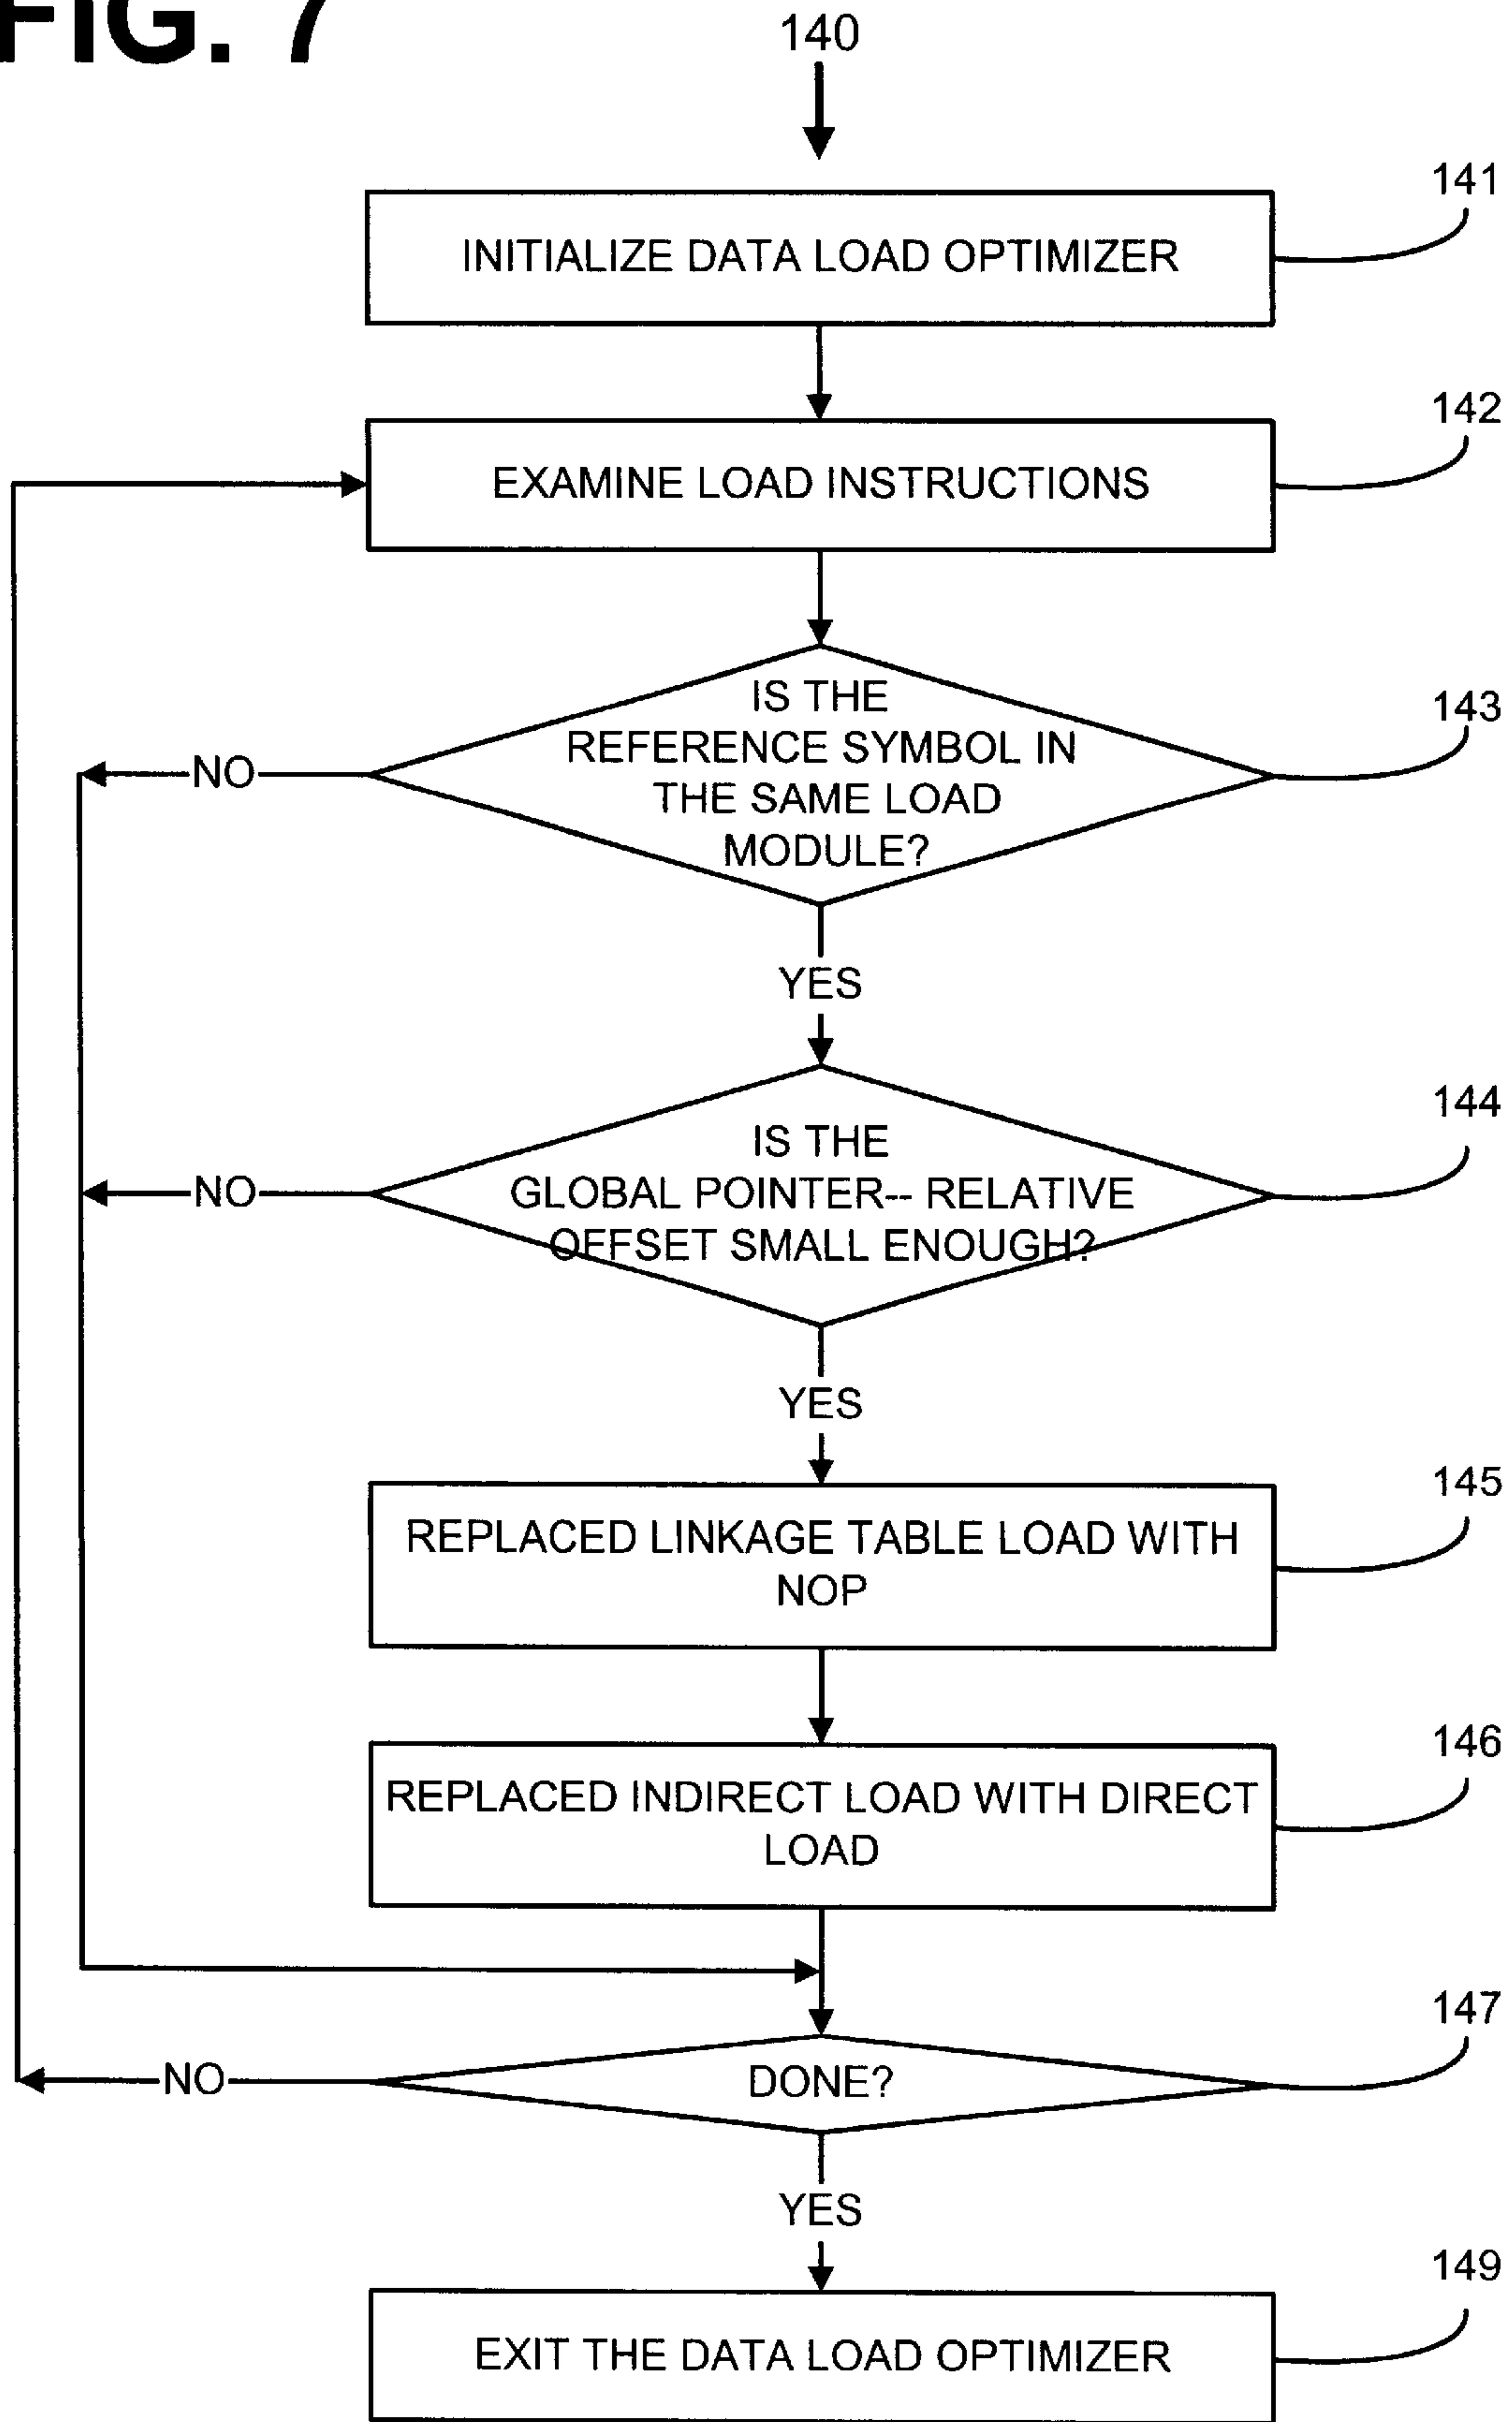 FIG. 7
140
141
INITIALIZE DATA LOAD OPTIMIZER
142
EXAMINE LOAD INSTRUCTIONS
143
IS THE
REFERENCE SYMBOL IN
THE SAME LOAD
MODULE?
NO
YES
144
IS THE
GLOBAL POINTER-- RELATIVE
OFFSET SMALL ENOUGH?
NO
YES
145
REPLACED LINKAGE TABLE LOAD WITH
NOP
146
REPLACED INDIRECT LOAD WITH DIRECT
LOAD
147
DONE?
NO
YES
149
EXIT THE DATA LOAD OPTIMIZER